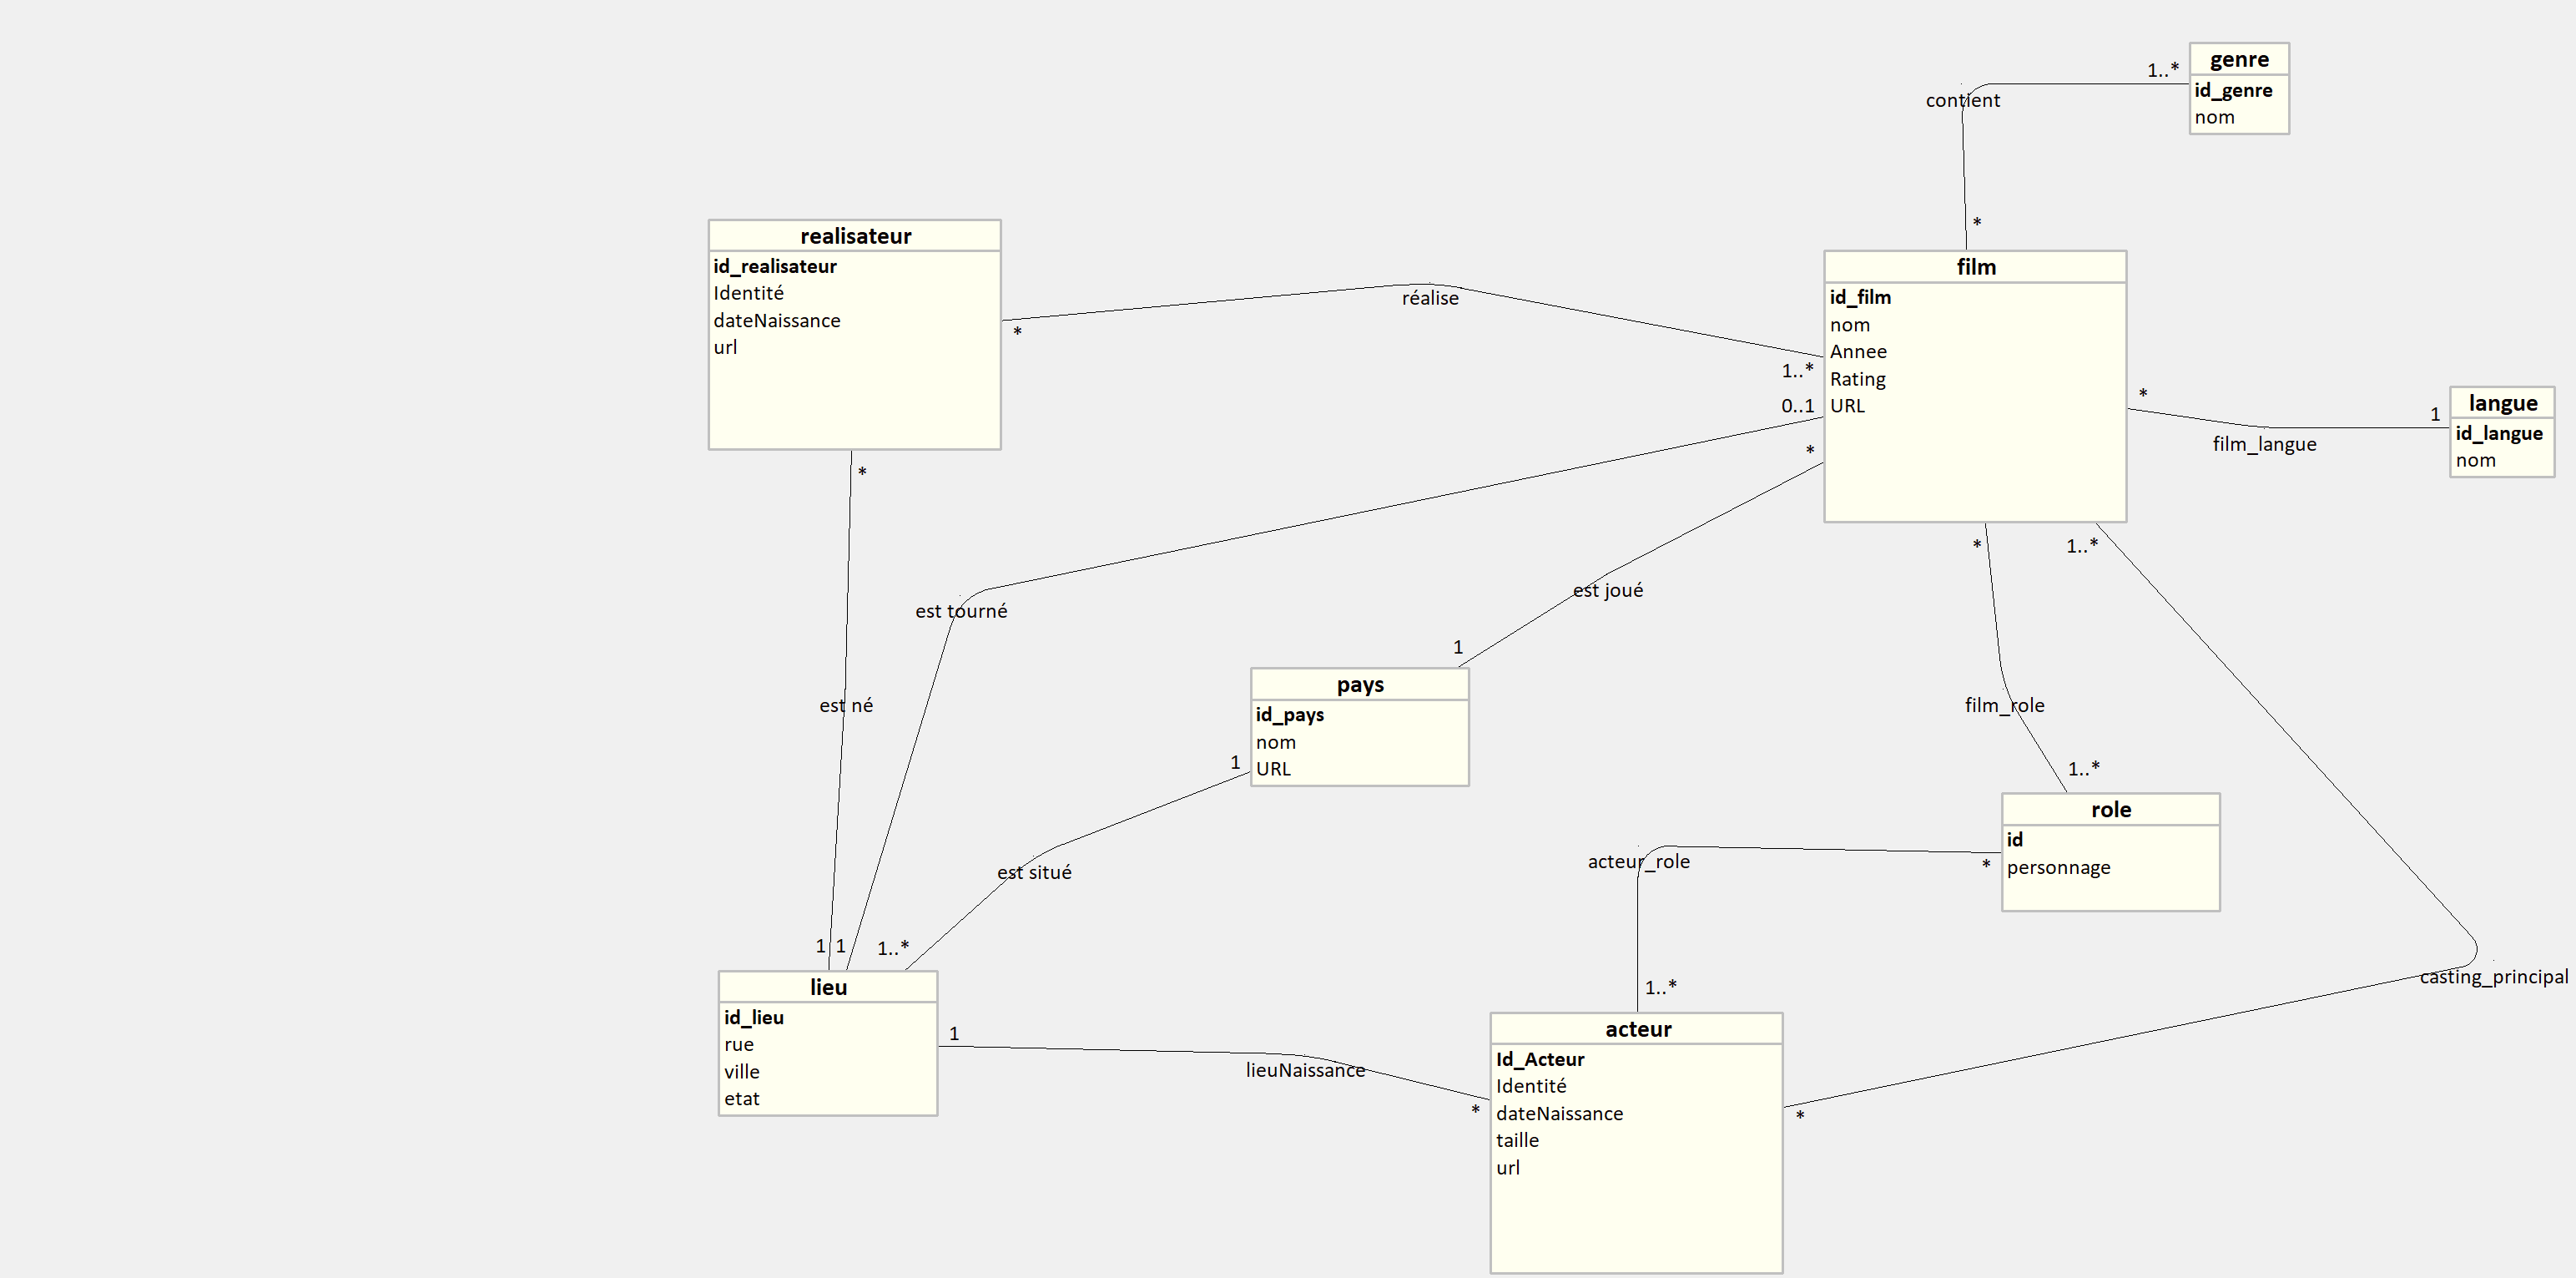 genre
id_genre
nom
1..*
contient
*
realisateur
id_realisateur
Identité
dateNaissance
url
*
réalise
1..*
film
id_film
nom
Annee
Rating
URL
0..1
*
*
1
film_langue
langue
id_langue
nom
*
est tourné
est joué
*
1..*
1
est né
pays
id_pays
nom
URL
1
film_role
1..*
role
id
personnage
*
acteur_role
est situé
1
1
1..*
casting_principal
lieu
id_lieu
rue
ville
etat
1
lieuNaissance
*
1..*
acteur
Id_Acteur
Identité
dateNaissance
taille
url
*